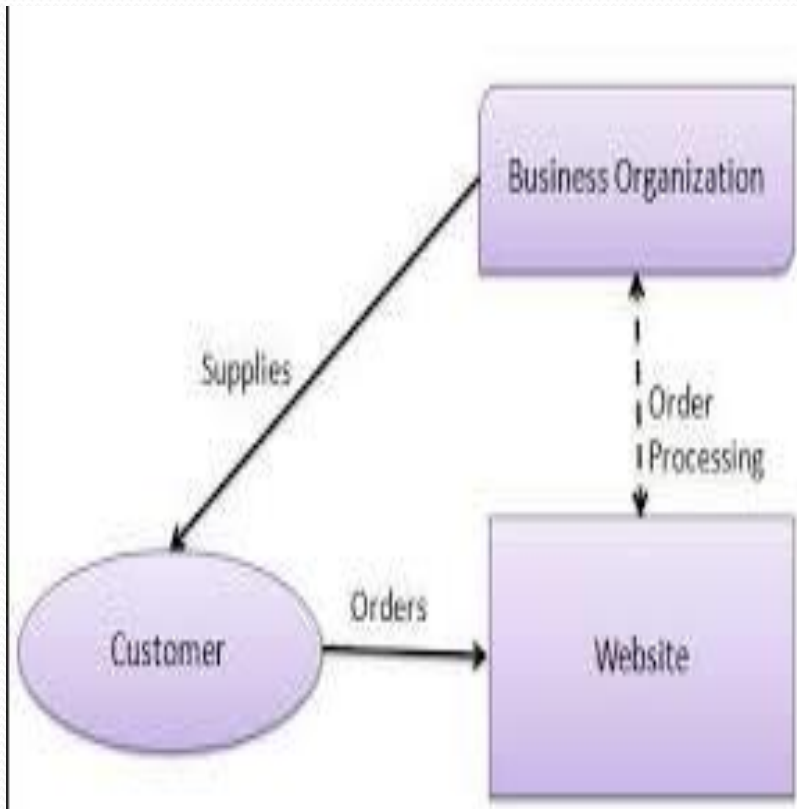 Business Organization
Supplies
Order
Processing
Orders
Customer
Website